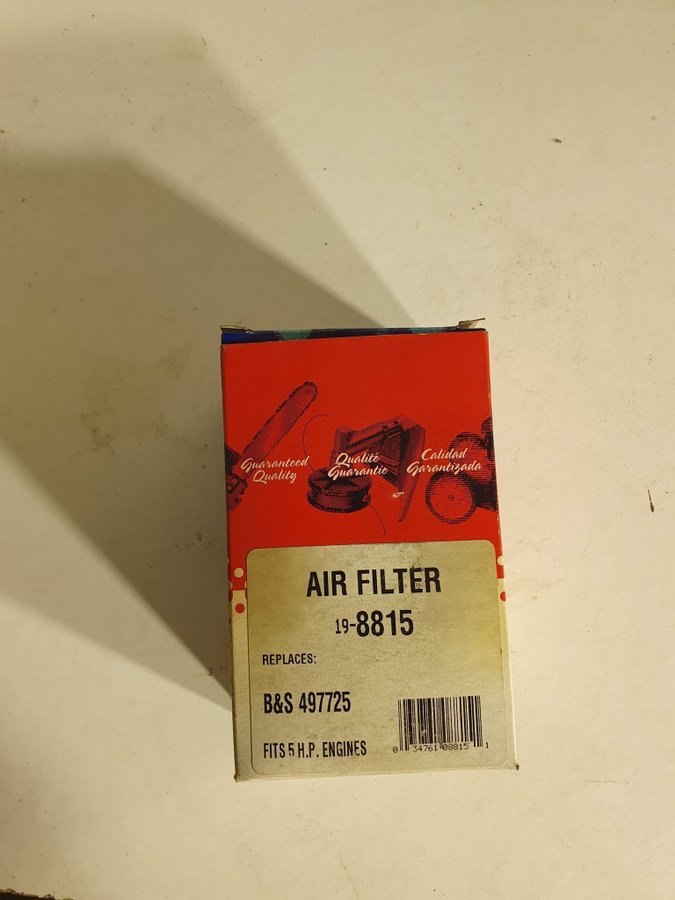 Guaranteed
Quality
Qualité
Guarantie
Calidad
Garantizada
AIR FILTER
19-8815
REPLACES:
B&S 497725
FITS 5 H.P. ENGINES
0 34761 08815 1